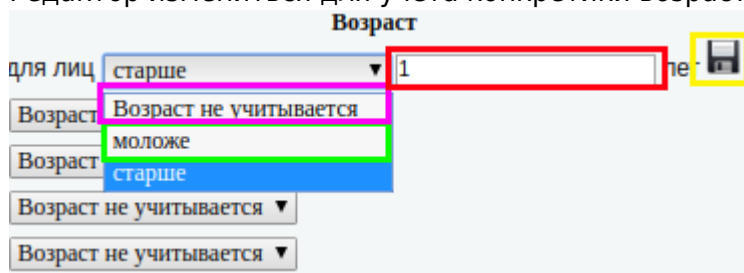 Возраст
для лиц старше 1 лет
Возраст Возраст не учитывается
моложе
Возраст старше
Возраст не учитывается
Возраст не учитывается